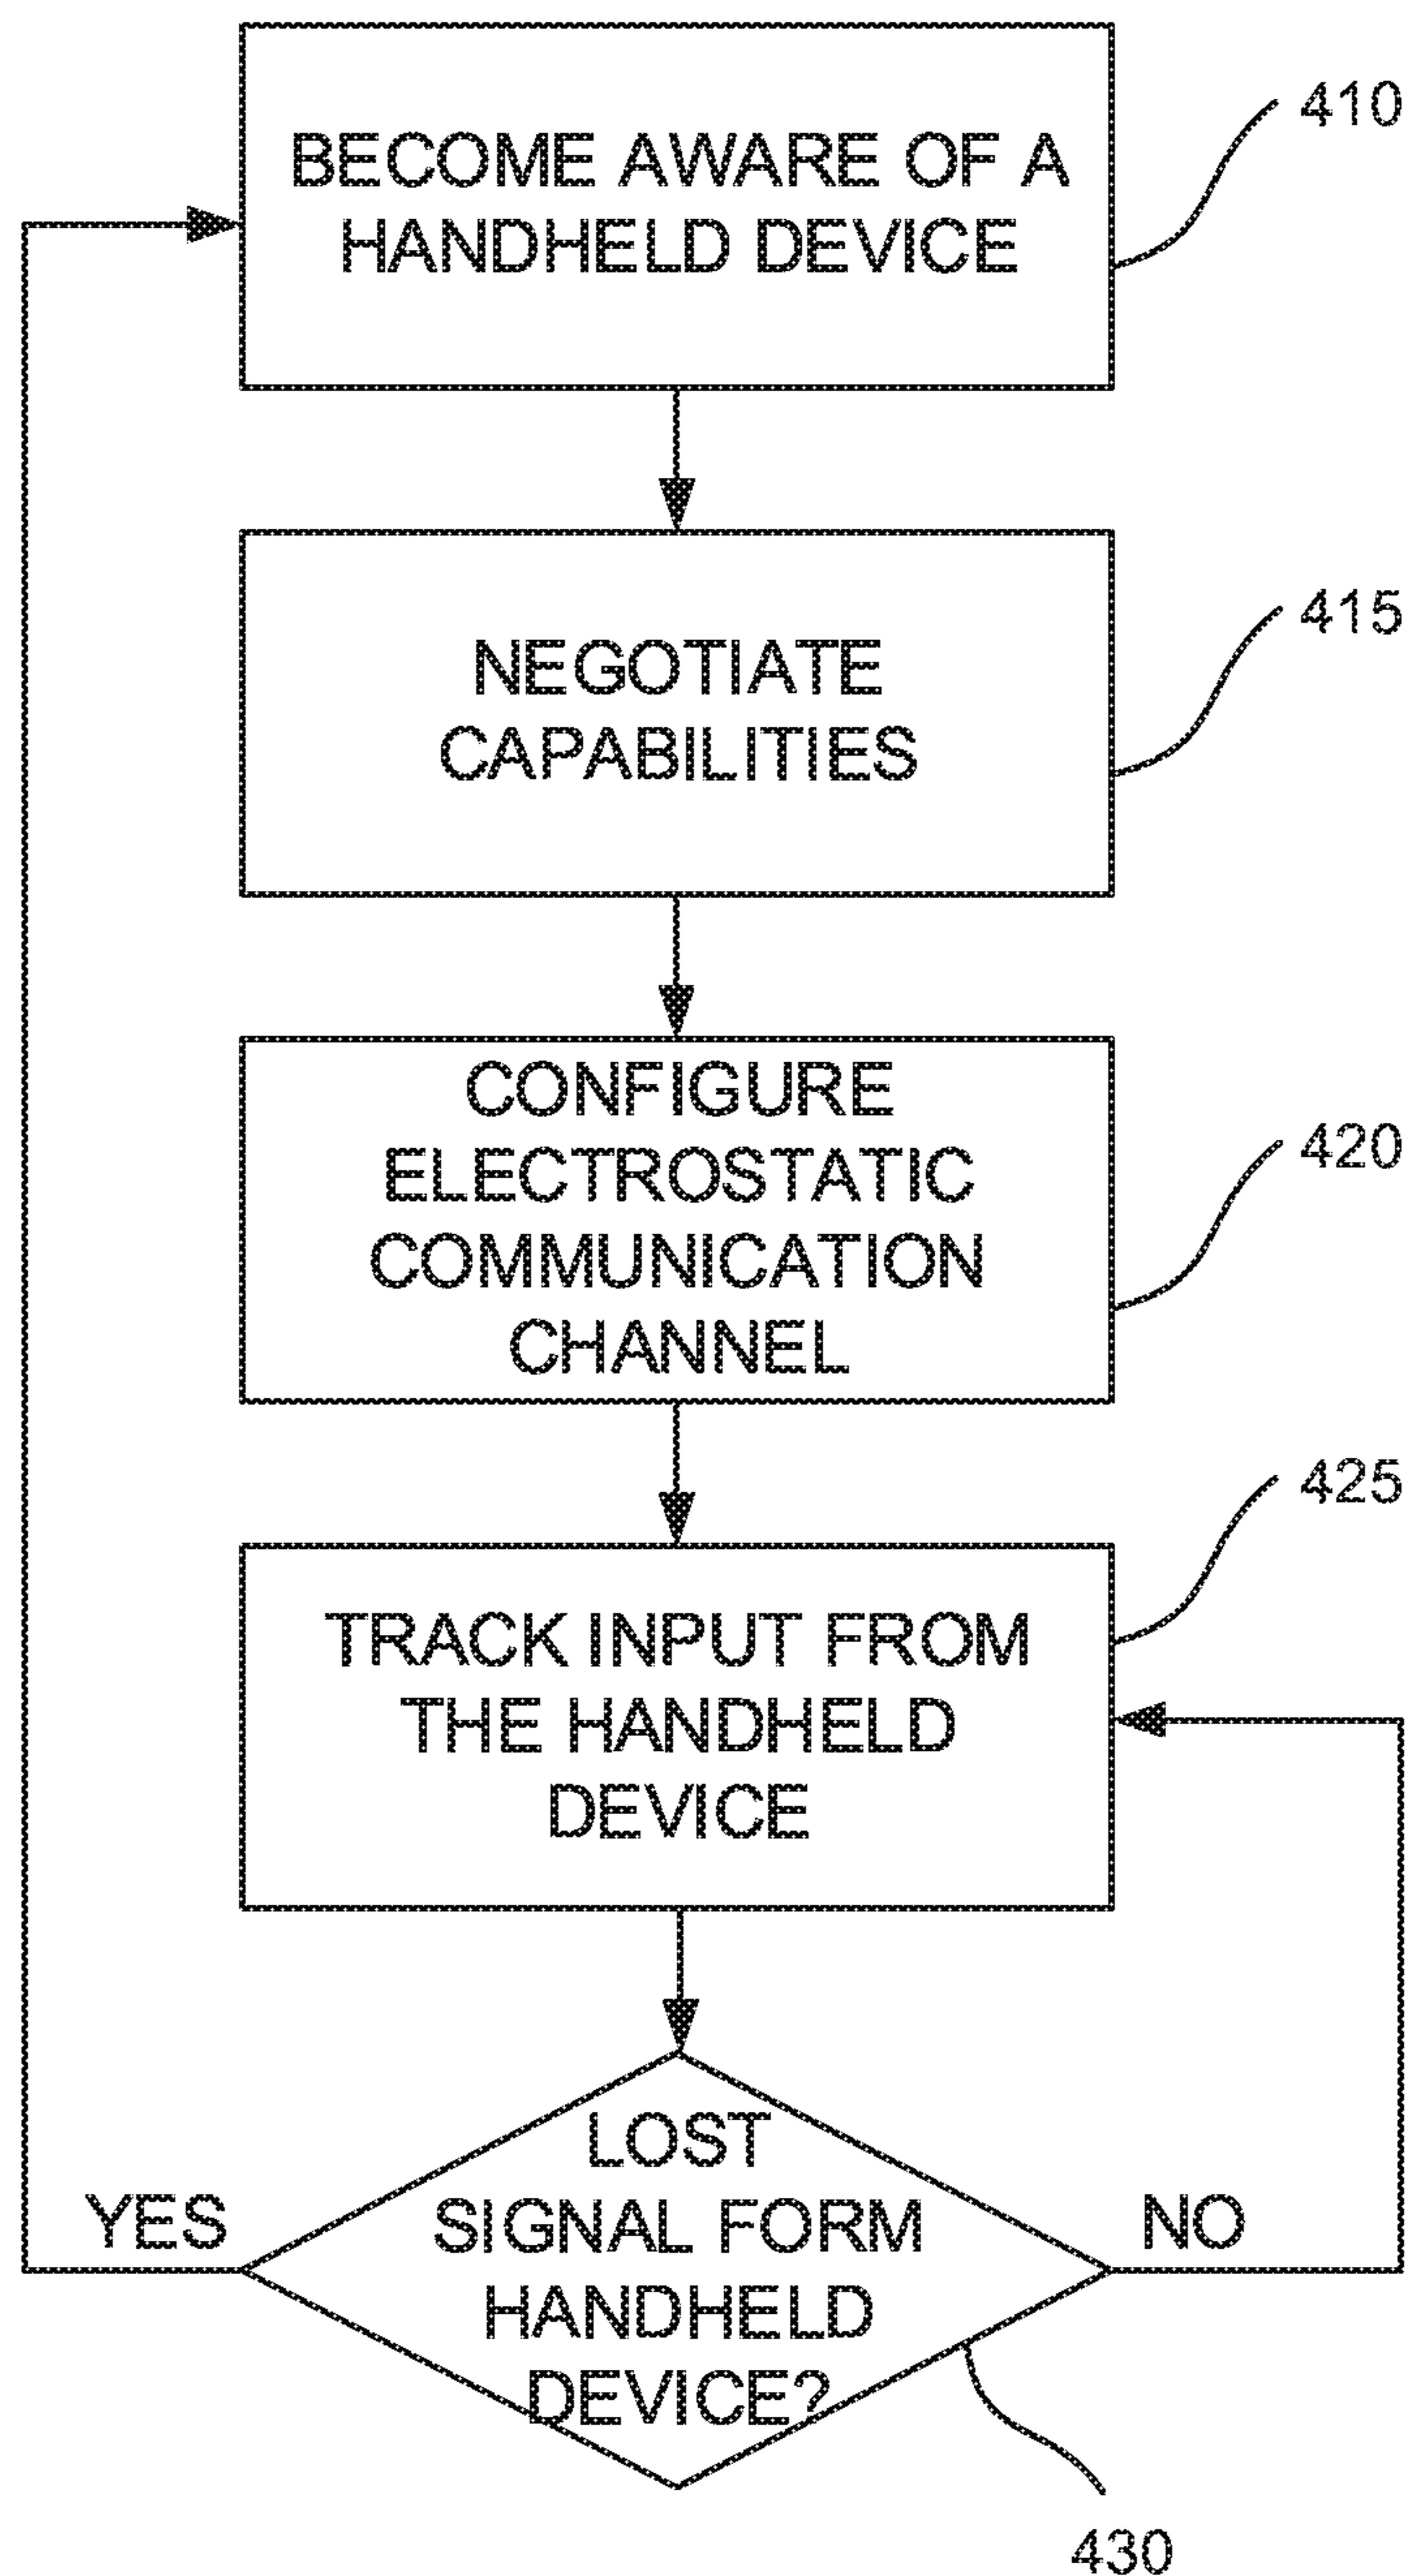 BECOME AWARE OF A
HANDHELD DEVICE
410
NEGOTIATE
CAPABILITIES
415
CONFIGURE
ELECTROSTATIC
COMMUNICATION
CHANNEL
420
425
TRACK INPUT FROM
THE HANDHELD
DEVICE
LOST
SIGNAL FORM
HANDHELD
DEVICE?
YES
NO
430